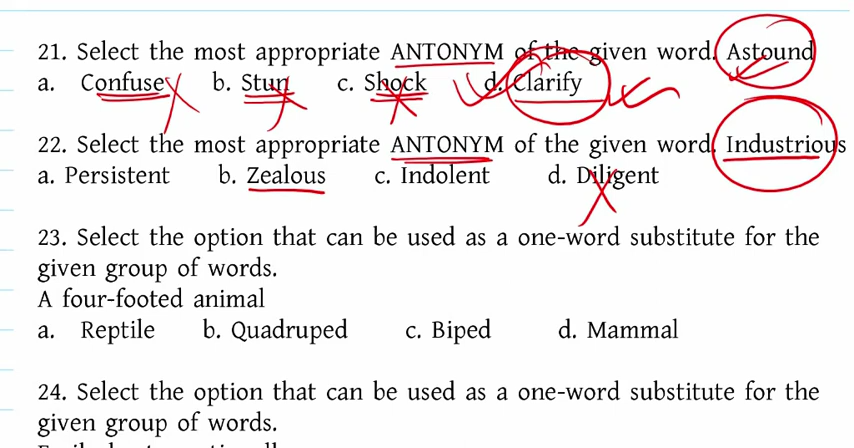 21. Select the most appropriate ANTONYM of the given word. Astound
a. Confuse b. Stun c. Shock d. Clarify
22. Select the most appropriate ANTONYM of the given word. Industrious
a. Persistent b. Zealous c. Indolent d. Diligent
23. Select the option that can be used as a one-word substitute for the
given group of words.
A four-footed animal
a. Reptile b. Quadruped c. Biped d. Mammal
24. Select the option that can be used as a one-word substitute for the
given group of words.